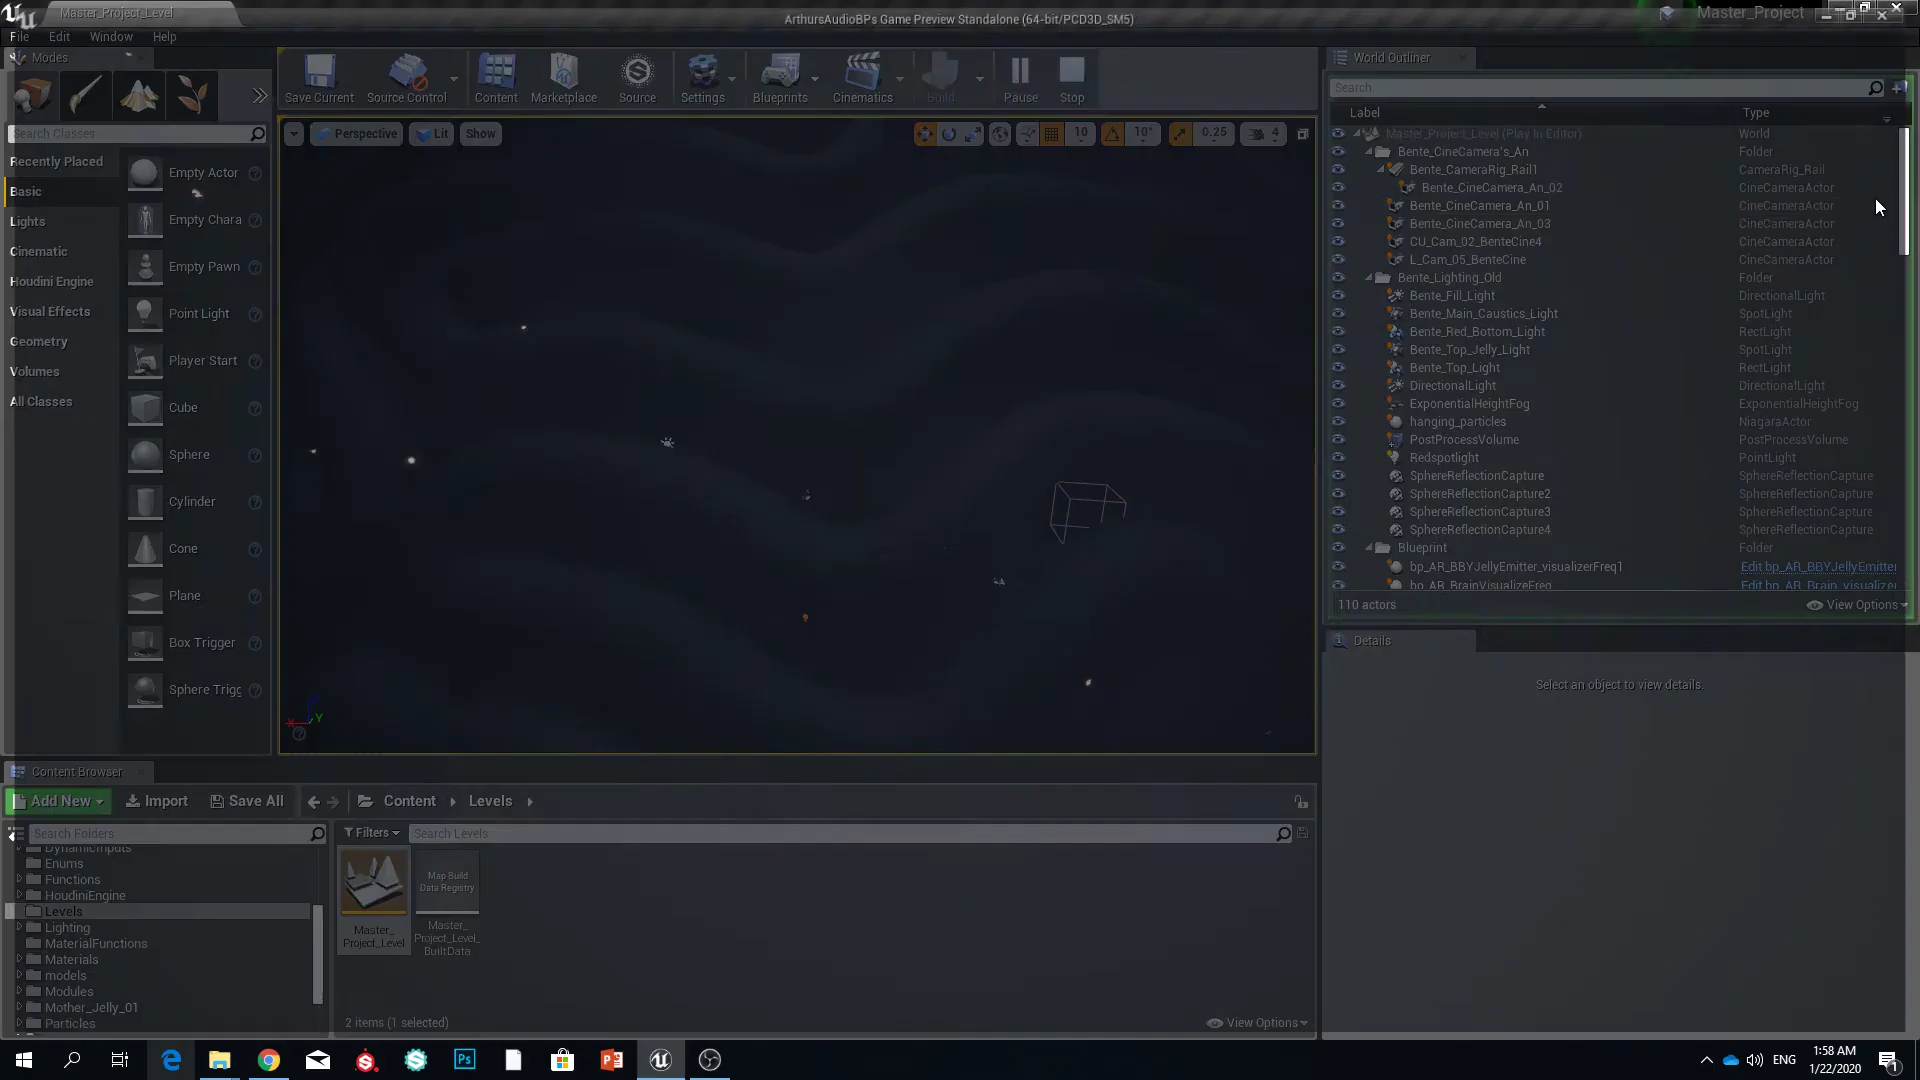 Master_Project_Level
ArthursAudioBPs Game Preview Standalone (64-bit/PCD3D_SM5)
Master_Project
File Edit Window Help
Modes
Save Current
Source Control
Content
Marketplace
Source
Settings
Blueprints
Cinematics
Build
Pause
Stop
Search Classes
Recently Placed
Basic
Lights
Cinematic
Houdini Engine
Visual Effects
Geometry
Volumes
All Classes
Empty Actor
Empty Chara
Empty Pawn
Point Light
Player Start
Cube
Sphere
Cylinder
Cone
Plane
Box Trigger
Sphere Trigg
Perspective Lit Show
10 10° 0.25 4
Y
World Outliner
Search.
Label Type
Master_Project_Level (Play In Editor) World
Bente_CineCamera's_An Folder
Bente_CameraRig_Rail1 CameraRig_Rail
Bente_CineCamera_An_02 CineCameraActor
Bente_CineCamera_An_01 CineCameraActor
Bente_CineCamera_An_03 CineCameraActor
CU_Cam_02_BenteCine4 CineCameraActor
L_Cam_05_BenteCine CineCameraActor
Bente_Lighting_Old Folder
Bente_Fill_Light DirectionalLight
Bente_Main_Caustics_Light SpotLight
Bente_Red_Bottom_Light RectLight
Bente_Top_Jelly_Light SpotLight
Bente_Top_Light RectLight
DirectionalLight DirectionalLight
ExponentialHeightFog ExponentialHeightFog
hanging_particles NiagaraActor
PostProcessVolume PostProcessVolume
Redspotlight PointLight
SphereReflectionCapture SphereReflectionCapture
SphereReflectionCapture2 SphereReflectionCapture
SphereReflectionCapture3 SphereReflectionCapture
SphereReflectionCapture4 SphereReflectionCapture
Blueprint Folder
bp_AR_BBYJellyEmitter_visualizerFreq1 Edit bp_AR_BBYJellyEmitter
bp_AR_BrainVisualizeFreq Edit bp_AR_Brain_visualizer
110 actors View Options
Details
Select an object to view details.
Content Browser
Add New Import Save All Content Levels
Search Folders
DynamicInputs
Enums
Functions
HoudiniEngine
Levels
Lighting
MaterialFunctions
Materials
models
Modules
Mother_Jelly_01
Particles
Filters Search Levels
Master_
Project_Level
Map Build
Data Registry
Master_
Project_Level_
BuiltData
2 items (1 selected) View Options
Ps
ENG
1:58 AM
1/22/2020
1